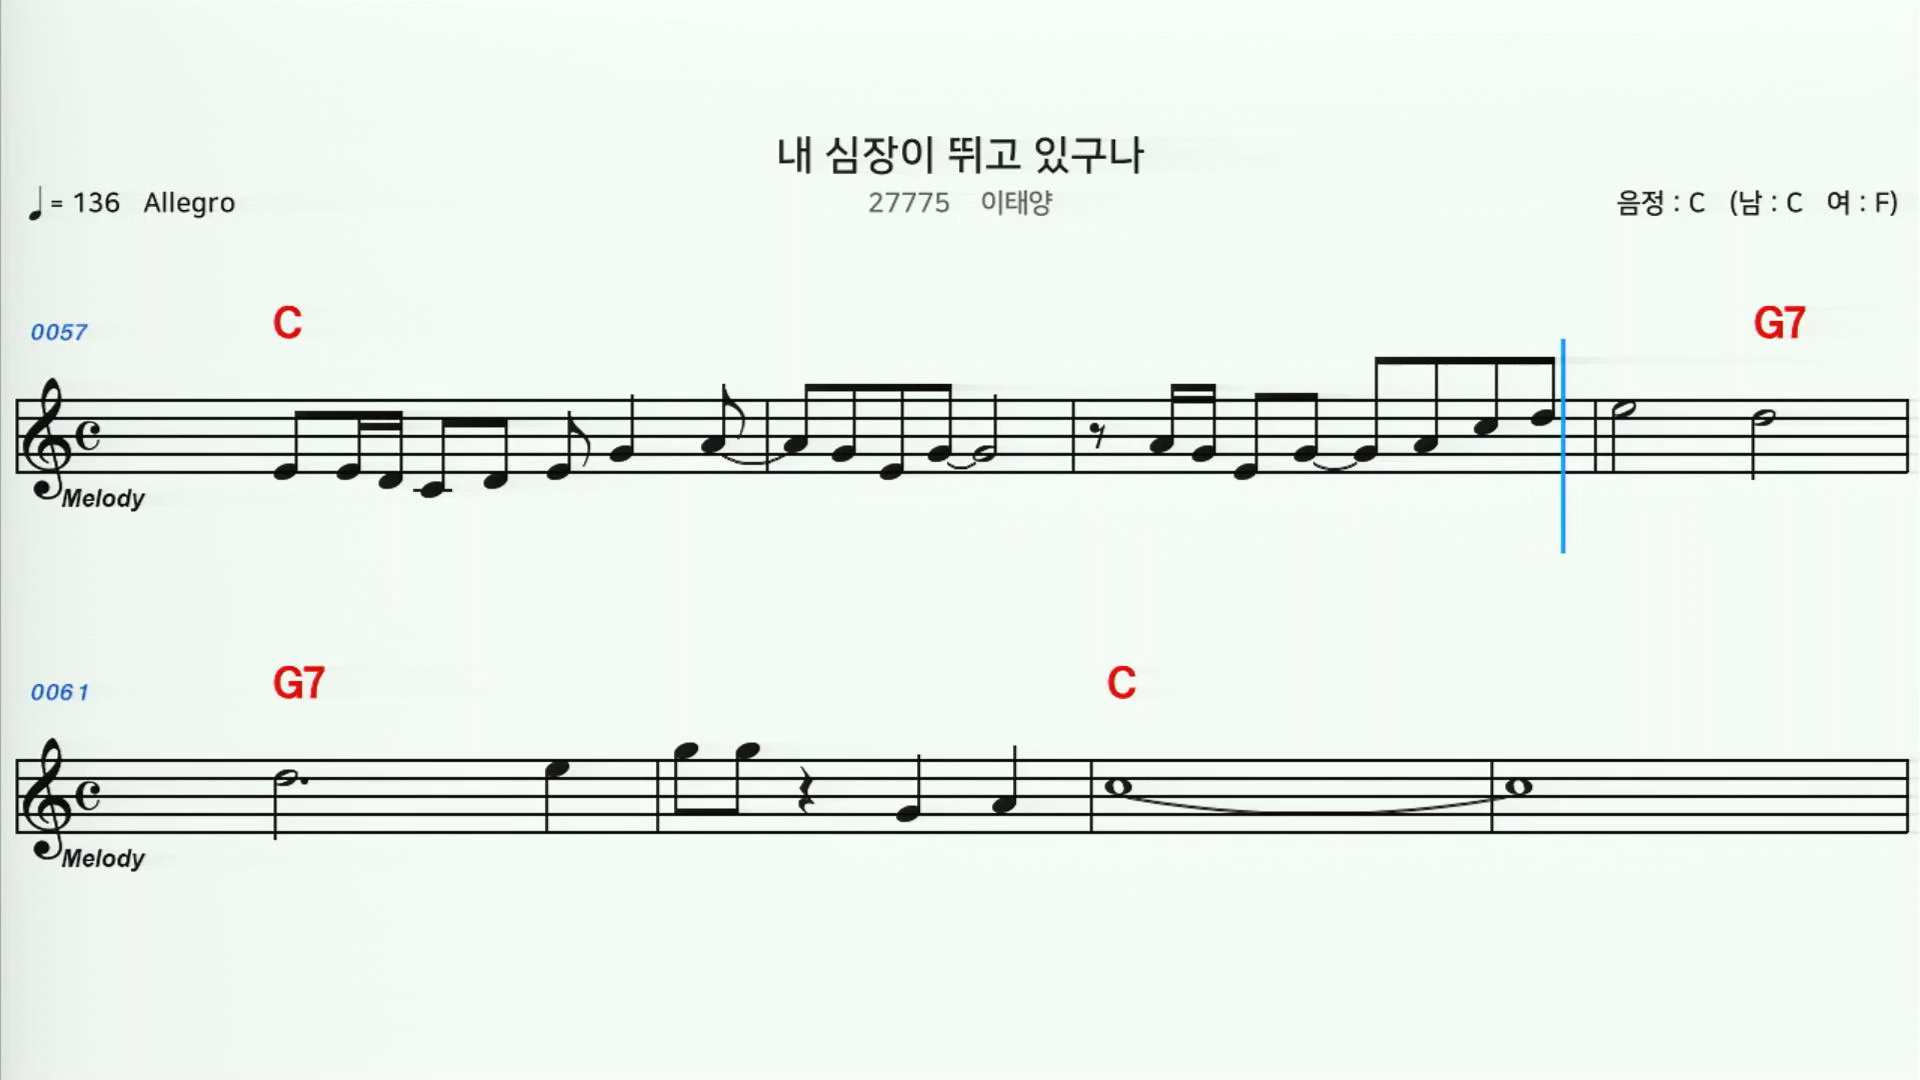 내 심장이 뛰고 있구나
♩= 136 Allegro 27775 이태양 음정 : C (남 : C 여 : F)
0057 C G7
Melody
0061 G7 C
Melody